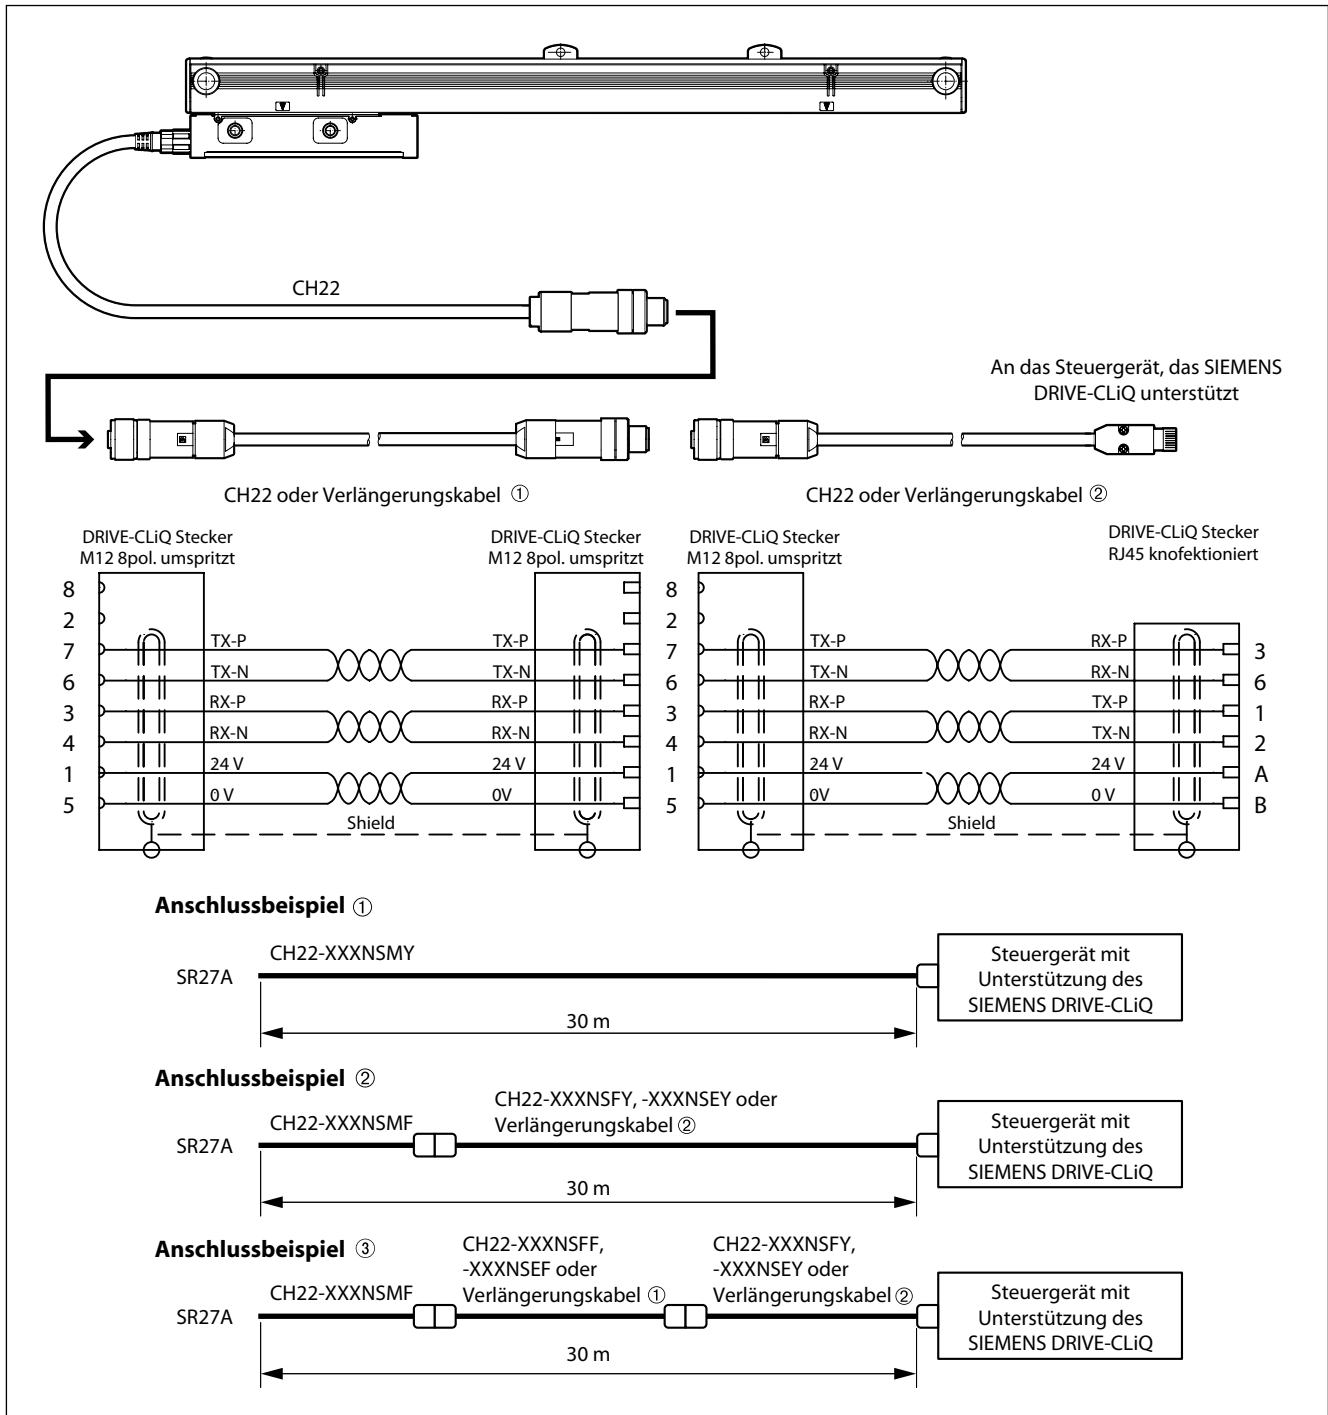 CH22
An das Steuergerät, das SIEMENS
DRIVE-CLiQ unterstützt
CH22 oder Verlängerungskabel ①
CH22 oder Verlängerungskabel ②
DRIVE-CLiQ Stecker
M12 8pol. umspritzt
DRIVE-CLiQ Stecker
M12 8pol. umspritzt
8
2
7 TX-P TX-P
6 TX-N TX-N
3 RX-P RX-P
4 RX-N RX-N
1 24 V 24 V
5 0 V 0V
Shield
DRIVE-CLiQ Stecker
M12 8pol. umspritzt
DRIVE-CLiQ Stecker
RJ45 knofektioniert
8
2
7 TX-P RX-P 3
6 TX-N RX-N 6
3 RX-P TX-P 1
4 RX-N TX-N 2
1 24 V 24 V A
5 0V 0 V B
Shield
Anschlussbeispiel ①
SR27A
CH22-XXXNSMY
30 m
Steuergerät mit
Unterstützung des
SIEMENS DRIVE-CLiQ
Anschlussbeispiel ②
SR27A
CH22-XXXNSMF
CH22-XXXNSFY, -XXXNSEY oder
Verlängerungskabel ②
30 m
Steuergerät mit
Unterstützung des
SIEMENS DRIVE-CLiQ
Anschlussbeispiel ③
SR27A
CH22-XXXNSMF
CH22-XXXNSFF,
-XXXNSEF oder
Verlängerungskabel ①
CH22-XXXNSFY,
-XXXNSEY oder
Verlängerungskabel ②
30 m
Steuergerät mit
Unterstützung des
SIEMENS DRIVE-CLiQ